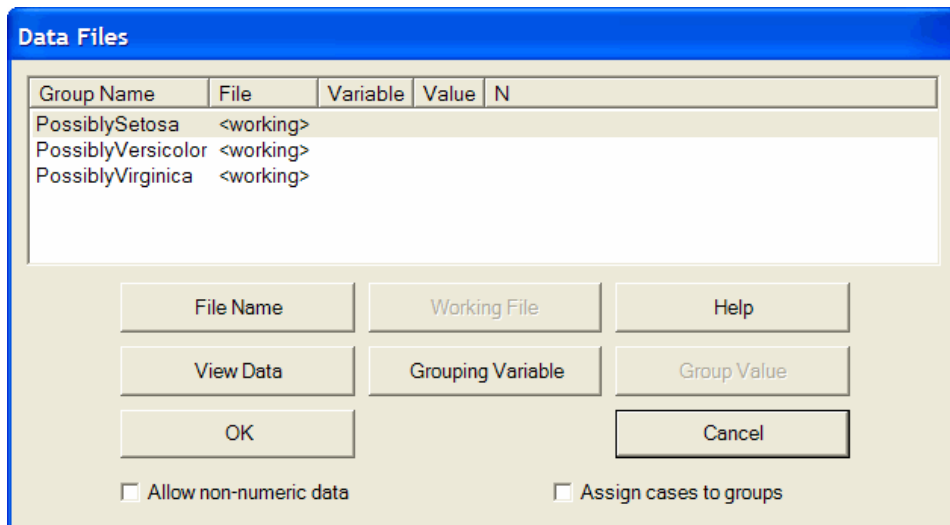 Data Files
Group Name File Variable Value N
PossiblySetosa <working>
PossiblyVersicolor <working>
PossiblyVirginica <working>
File Name Working File Help
View Data Grouping Variable Group Value
OK Cancel
Allow non-numeric data Assign cases to groups